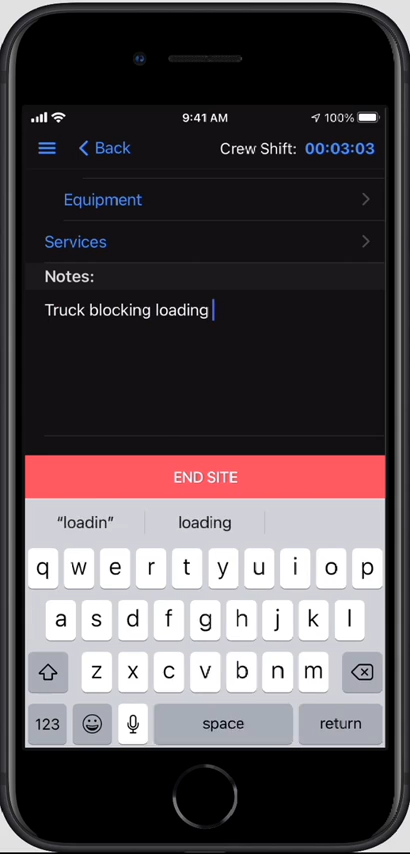 9:41 AM
100%
Back
Crew Shift: 00:03:03
Equipment
Services
Notes:
Truck blocking loading
END SITE
“loadin” loading
q w e r t y u i o p
a s d f g h j k l
z x c v b n m
123 space return